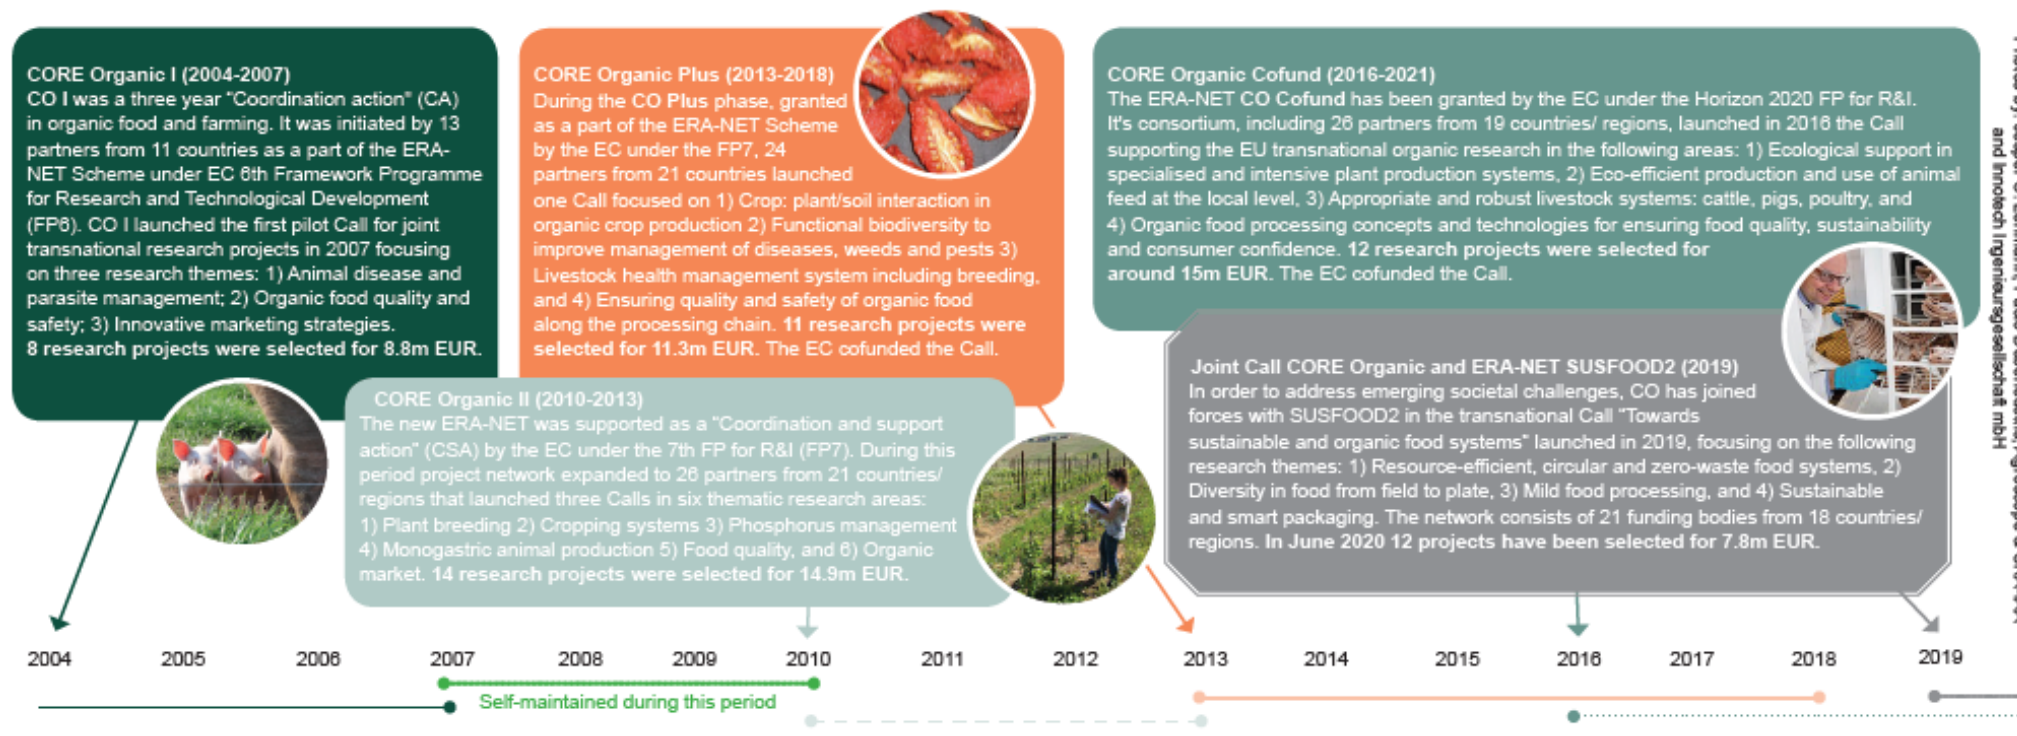 CORE Organic I (2004-2007)
CO I was a three year "Coordination action" (CA)
in organic food and farming. It was initiated by 13
partners from 11 countries as a part of the ERA-
NET Scheme under EC 6th Framework Programme
for Research and Technological Development
(FP6). CO I launched the first pilot Call for joint
transnational research projects in 2007 focusing
on three research themes: 1) Animal disease and
parasite management; 2) Organic food quality and
safety; 3) Innovative marketing strategies.
8 research projects were selected for 8.8m EUR.
CORE Organic II (2010-2013)
The new ERA-NET was supported as a "Coordination and support
action" (CSA) by the EC under the 7th FP for R&I (FP7). During this
period project network expanded to 26 partners from 21 countries/
regions that launched three Calls in six thematic research areas:
1) Plant breeding 2) Cropping systems 3) Phosphorus management
4) Monogastric animal production 5) Food quality, and 6) Organic
market. 14 research projects were selected for 14.9m EUR.
CORE Organic Plus (2013-2018)
During the CO Plus phase, granted
as a part of the ERA-NET Scheme
by the EC under the FP7, 24
partners from 21 countries launched
one Call focused on 1) Crop: plant/soil interaction in
organic crop production 2) Functional biodiversity to
improve management of diseases, weeds and pests 3)
Livestock health management system including breeding,
and 4) Ensuring quality and safety of organic food
along the processing chain. 11 research projects were
selected for 11.3m EUR. The EC cofunded the Call.
CORE Organic Cofund (2016-2021)
The ERA-NET CO Cofund has been granted by the EC under the Horizon 2020 FP for R&I.
It's consortium, including 26 partners from 19 countries/ regions, launched in 2016 the Call
supporting the EU transnational organic research in the following areas: 1) Ecological support in
specialised and intensive plant production systems, 2) Eco-efficient production and use of animal
feed at the local level, 3) Appropriate and robust livestock systems: cattle, pigs, poultry, and
4) Organic food processing concepts and technologies for ensuring food quality, sustainability
and consumer confidence. 12 research projects were selected for
around 15m EUR. The EC cofunded the Call.
Joint Call CORE Organic and ERA-NET SUSFOOD2 (2019)
In order to address emerging societal challenges, CO has joined
forces with SUSFOOD2 in the transnational Call "Towards
sustainable and organic food systems" launched in 2019, focusing on the following
research themes: 1) Resource-efficient, circular and zero-waste food systems, 2)
Diversity in food from field to plate, 3) Mild food processing, and 4) Sustainable
and smart packaging. The network consists of 21 funding bodies from 18 countries/
regions. In June 2020 12 projects have been selected for 7.8m EUR.
and Innotech Ingenieursgesellschaft mbH
2004 2005 2006 2007 2008 2009 2010 2011 2012 2013 2014 2015 2016 2017 2018 2019
Self-maintained during this period